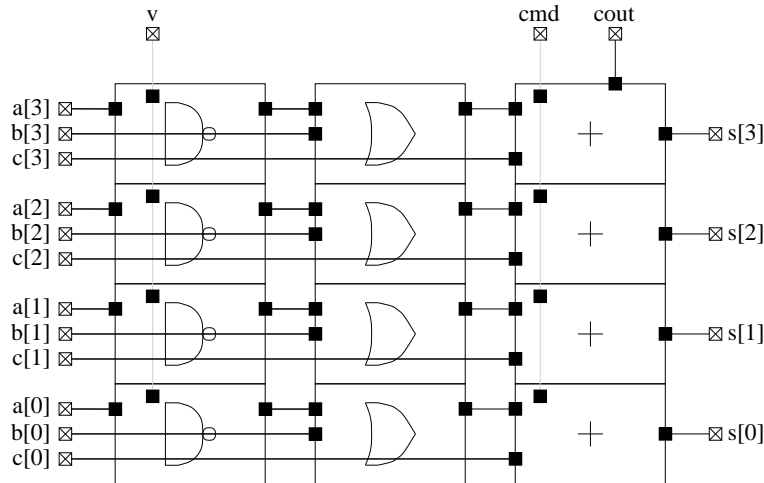 v cmd cout
a[3]
b[3] s[3]
c[3]
a[2]
b[2] s[2]
c[2]
a[1]
b[1] s[1]
c[1]
a[0]
b[0] s[0]
c[0]